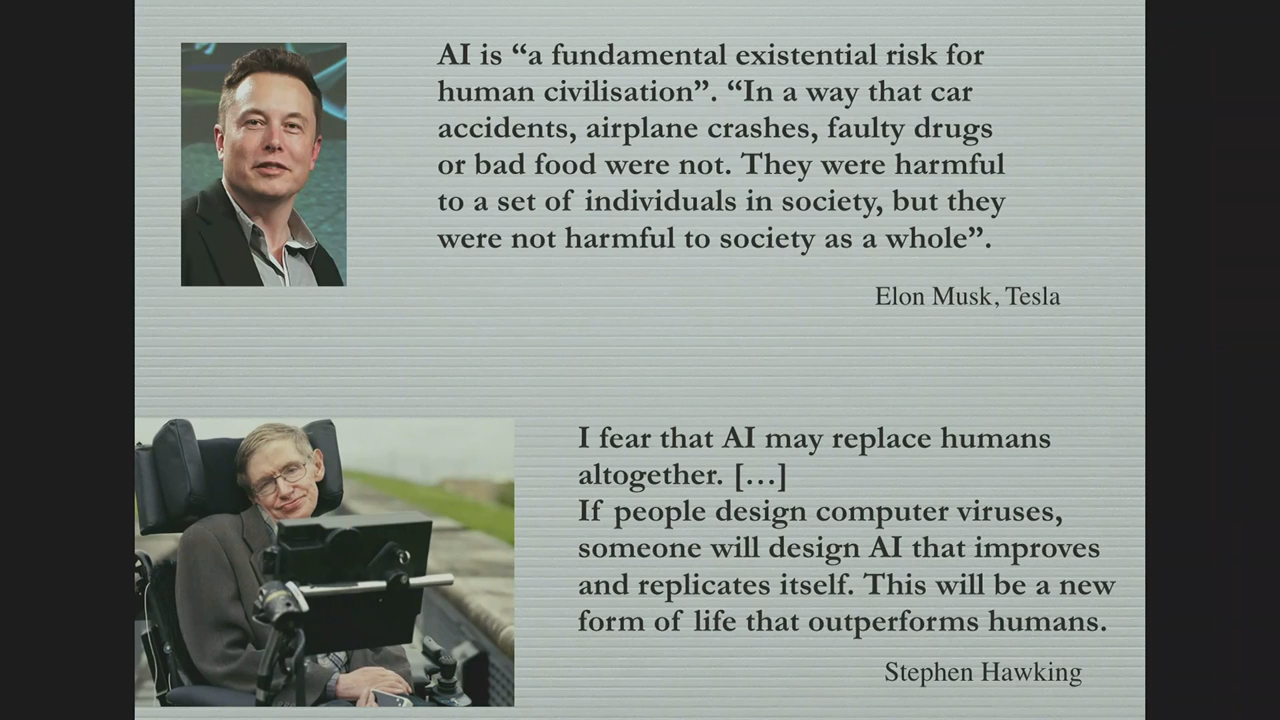 AI is “a fundamental existential risk for
human civilisation”. “In a way that car
accidents, airplane crashes, faulty drugs
or bad food were not. They were harmful
to a set of individuals in society, but they
were not harmful to society as a whole”.
Elon Musk, Tesla
I fear that AI may replace humans
altogether. […]
If people design computer viruses,
someone will design AI that improves
and replicates itself. This will be a new
form of life that outperforms humans.
Stephen Hawking